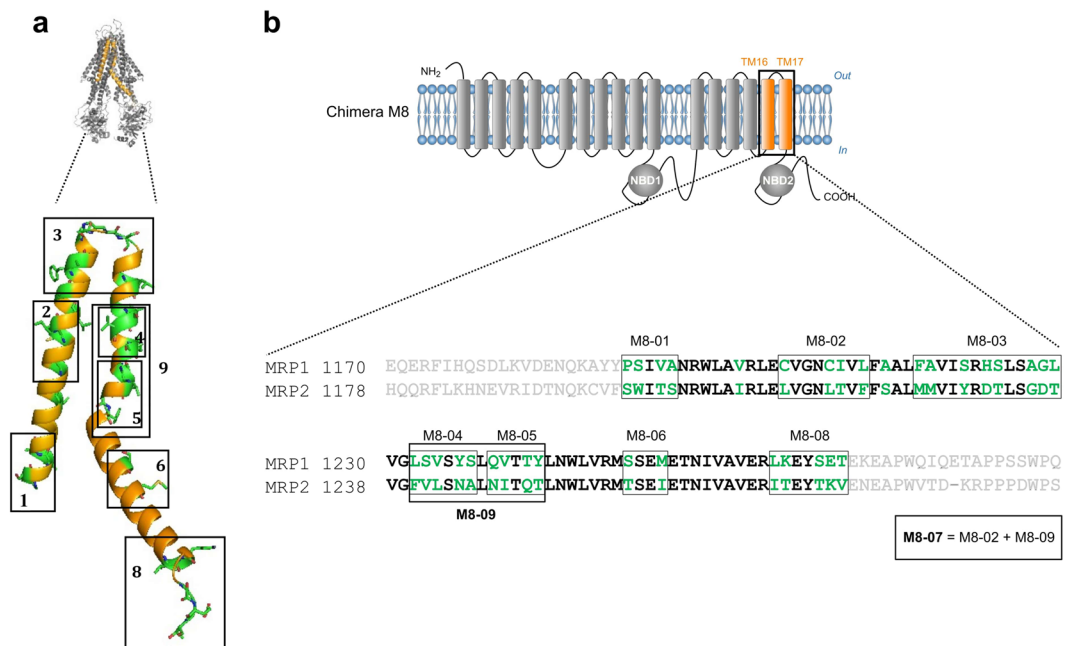 a
b
TM16 TM17
NH2
Out
Chimera M8
In
NBD1
NBD2
COOH
3
2
4
9
5
6
1
8
M8-01 M8-02 M8-03
MRP1 1170 EQERFIHQSDLKVDENQKAYYPSIVANRWLAVRLECVGNCIVLFAALFAVISRHSLSAGL
MRP2 1178 HQQRFLKHNEVRIDTNQKCVFSWITSNRWLAIRLELVGNLTVFFSALMMVIYRDTLSGDT
M8-04 M8-05 M8-06 M8-08
MRP1 1230 VGLSVSYSLQVTTYLNWLVRMSSEMETNIVAVERLKEYSETEKEAPWQIQETAPPSSWPQ
MRP2 1238 VGFVLSNALNITQTLNWLVRMTSEIETNIVAVERITEYTKVENEAPWVTD-KRPPPDWPS
M8-09
M8-07 = M8-02 + M8-09